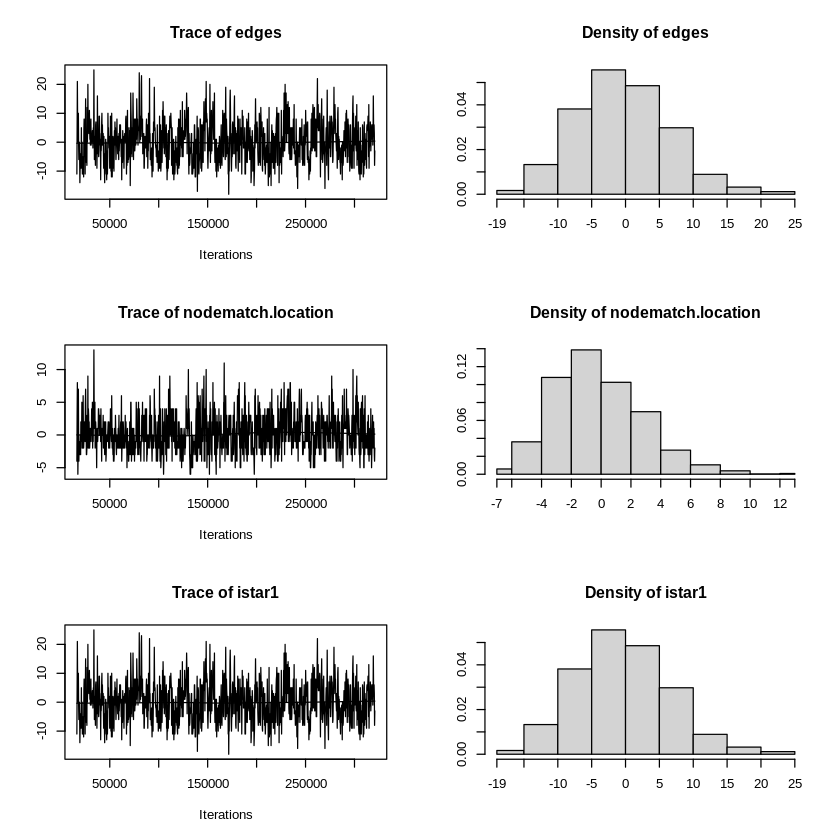 Trace of edges
20
10
0
-10
50000 150000 250000
Iterations
Density of edges
0.04
0.02
0.00
-19 -10 -5 0 5 10 15 20 25
Trace of nodematch.location
10
5
0
-5
50000 150000 250000
Iterations
Density of nodematch.location
0.12
0.06
0.00
-7 -4 -2 0 2 4 6 8 10 12
Trace of istar1
20
10
0
-10
50000 150000 250000
Iterations
Density of istar1
0.04
0.02
0.00
-19 -10 -5 0 5 10 15 20 25